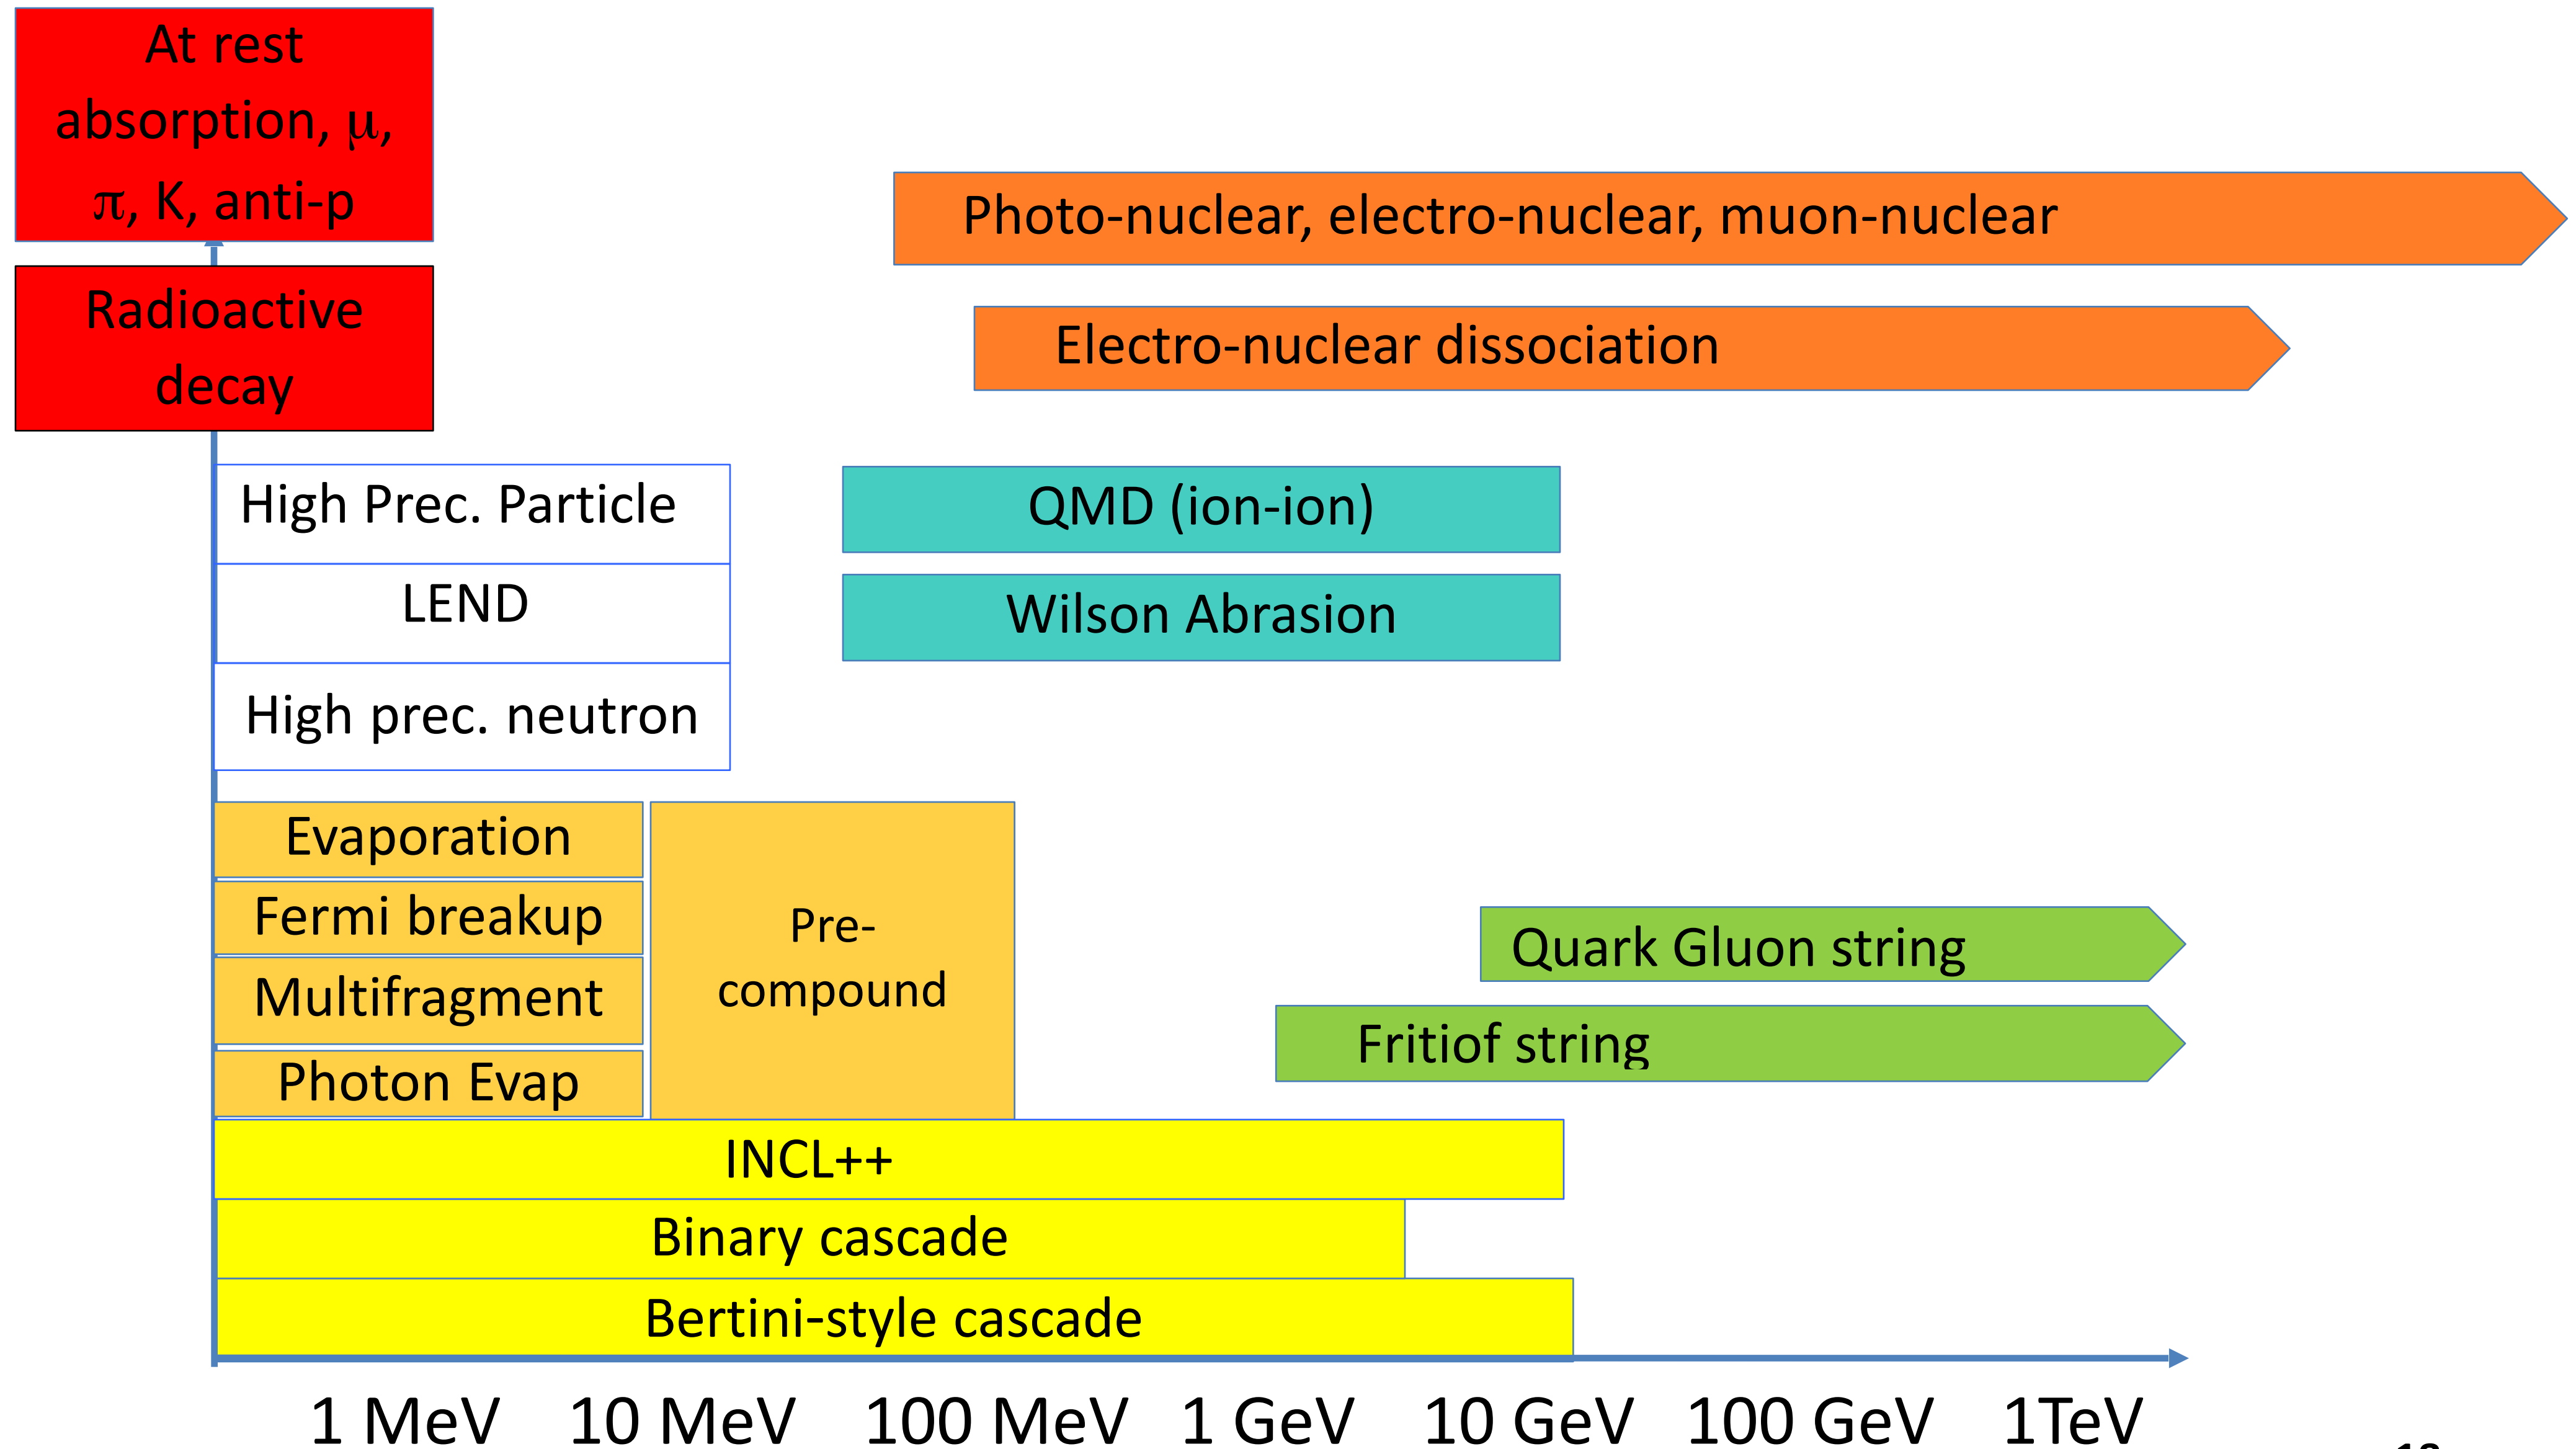 At rest
absorption, μ,
π, K, anti-p
Photo-nuclear, electro-nuclear, muon-nuclear
Radioactive
decay
Electro-nuclear dissociation
High Prec. Particle
QMD (ion-ion)
LEND
Wilson Abrasion
High prec. neutron
Evaporation
Fermi breakup
Multifragment
Photon Evap
Pre-
compound
Quark Gluon string
Fritiof string
INCL++
Binary cascade
Bertini-style cascade
1 MeV 10 MeV 100 MeV 1 GeV 10 GeV 100 GeV 1TeV